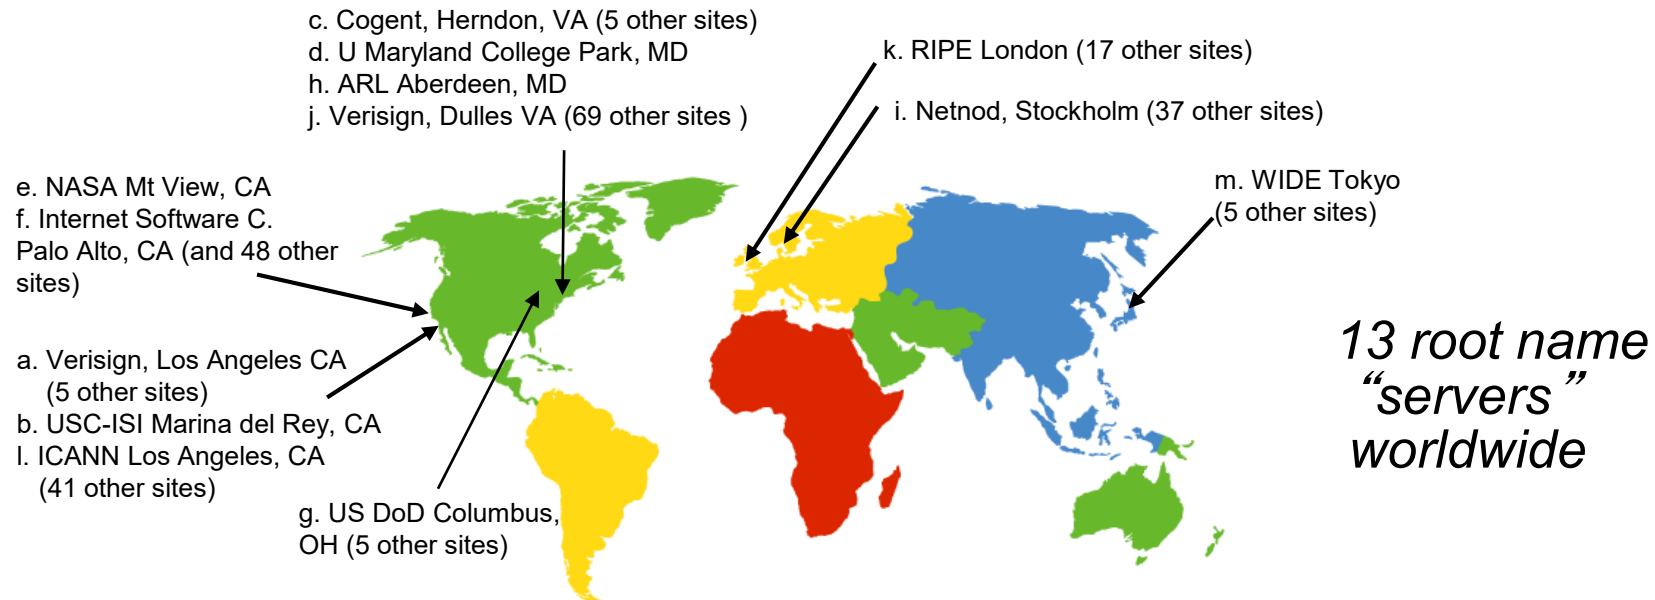 c. Cogent, Herndon, VA (5 other sites)
d. U Maryland College Park, MD
h. ARL Aberdeen, MD
j. Verisign, Dulles VA (69 other sites )
k. RIPE London (17 other sites)
i. Netnod, Stockholm (37 other sites)
e. NASA Mt View, CA
f. Internet Software C.
Palo Alto, CA (and 48 other
sites)
m. WIDE Tokyo
(5 other sites)
a. Verisign, Los Angeles CA
(5 other sites)
b. USC-ISI Marina del Rey, CA
l. ICANN Los Angeles, CA
(41 other sites)
g. US DoD Columbus,
OH (5 other sites)
13 root name
“servers”
worldwide